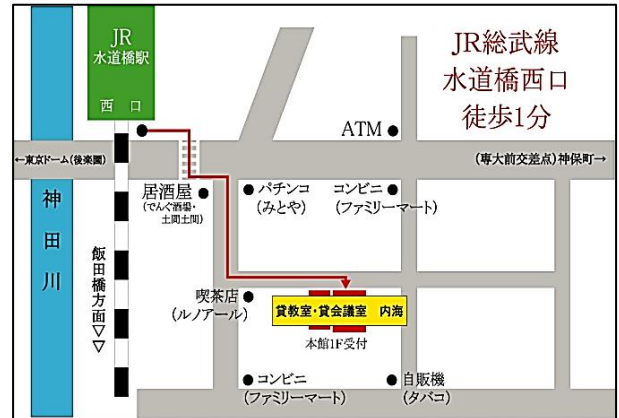 JR
水道橋駅
西 口
JR総武線
水道橋西口
徒歩1分
ATM
←東京ドーム(後楽園)
(専大前交差点)神保町→
居酒屋
(でんぐ酒場・
土間土間)
パチンコ
(みとや)
コンビニ
(ファミリーマート)
神田川
飯田橋方面▽▽
喫茶店
(ルノアール)
貸教室・貸会議室 内海
本館1F受付
コンビニ
(ファミリーマート)
自販機
(タバコ)